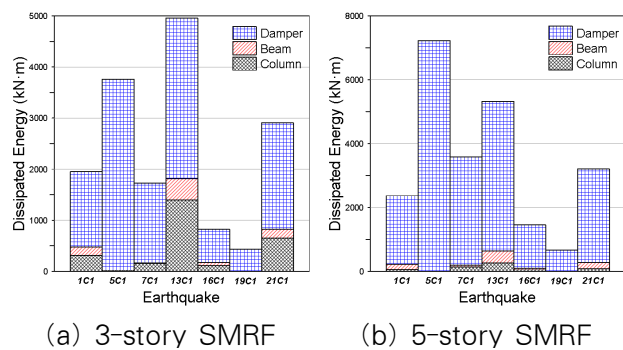 5000
4000
3000
2000
1000
0
Dissipated Energy (kN·m)
Damper
Beam
Column
1C1 5C1 7C1 13C1 16C1 19C1 21C1
Earthquake
(a) 3-story SMRF
8000
6000
4000
2000
0
Dissipated Energy (kN·m)
Damper
Beam
Column
1C1 5C1 7C1 13C1 16C1 19C1 21C1
Earthquake
(b) 5-story SMRF